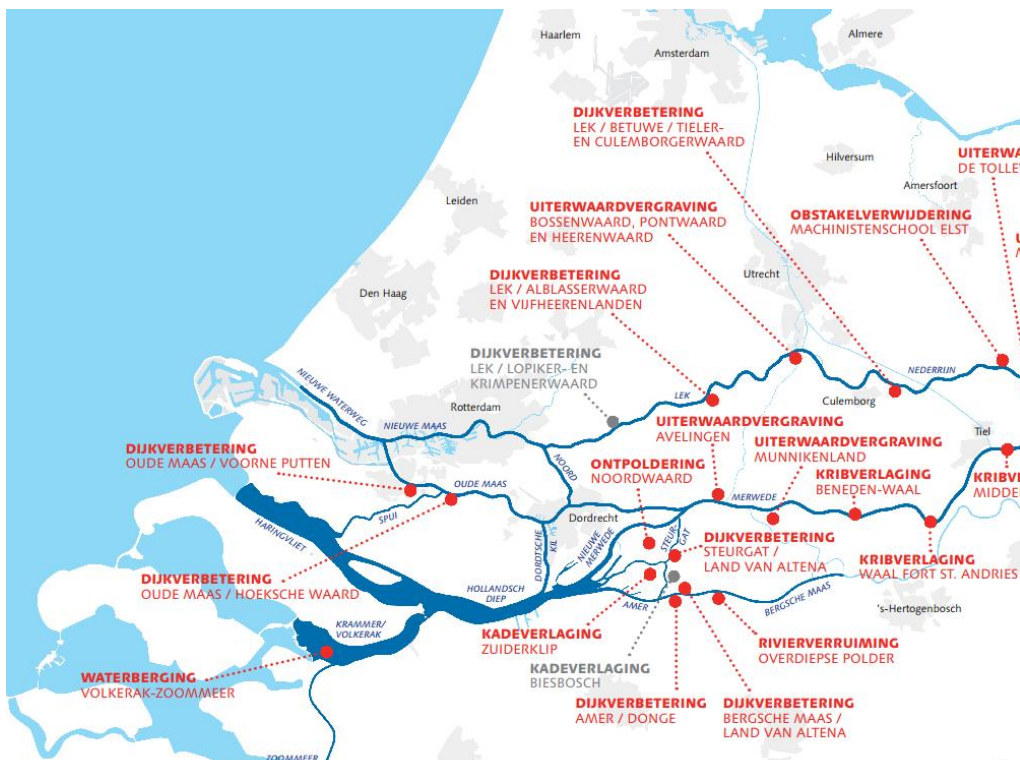 Haarlem
Amsterdam
Almere
DIJKVERBETERING
LEK / BETUWE / TIELER-
EN CULEMBORGERWAARD
Hilversum
UITERWA
DE TOLLEV
Amersfoort
Leiden
UITERWAARDVERGRAVING
BOSSENWAARD, PONTWAARD
EN HEERENWAARD
OBSTAKELVERWIJDERING
MACHINISTENSCHOOL ELST
Utrecht
DIJKVERBETERING
LEK / ALBLASSERWAARD
EN VIJFHEERENLANDEN
Den Haag
DIJKVERBETERING
LEK / LOPIKER- EN
KRIMPENERWAARD
NIEUWE WATERWEG
NEDERRIJN
LEK
Culemborg
Rotterdam
NIEUWE MAAS
UITERWAARDVERGRAVING
AVELINGEN
Tiel
UITERWAARDVERGRAVING
MUNNIKENLAND
DIJKVERBETERING
OUDE MAAS / VOORNE PUTTEN
NOORD
ONTPOLDERING
NOORDWAARD
KRIBVERLAGING
BENEDEN-WAAL
KRIBVE
MIDDEN
OUDE MAAS
MERWEDE
SPUI
HARINGVLIET
Dordrecht
DORDTSCHE
KIL
NIEUWE
MERWEDE
STEUR-
GAT
DIJKVERBETERING
STEURGAT /
LAND VAN ALTENA
KRIBVERLAGING
WAAL FORT ST. ANDRIES
DIJKVERBETERING
OUDE MAAS / HOEKSCHE WAARD
HOLLANDSCH
DIEP
AMER
BERGSCHE MAAS
's-Hertogenbosch
KRAMMER/
VOLKERAK
KADEVERLAGING
ZUIDERKLIP
RIVIERVERRUIMING
OVERDIEPSE POLDER
KADEVERLAGING
BIESBOSCH
WATERBERGING
VOLKERAK-ZOOMMEER
DIJKVERBETERING
AMER / DONGE
DIJKVERBETERING
BERGSCHE MAAS /
LAND VAN ALTENA
ZOOMMEER